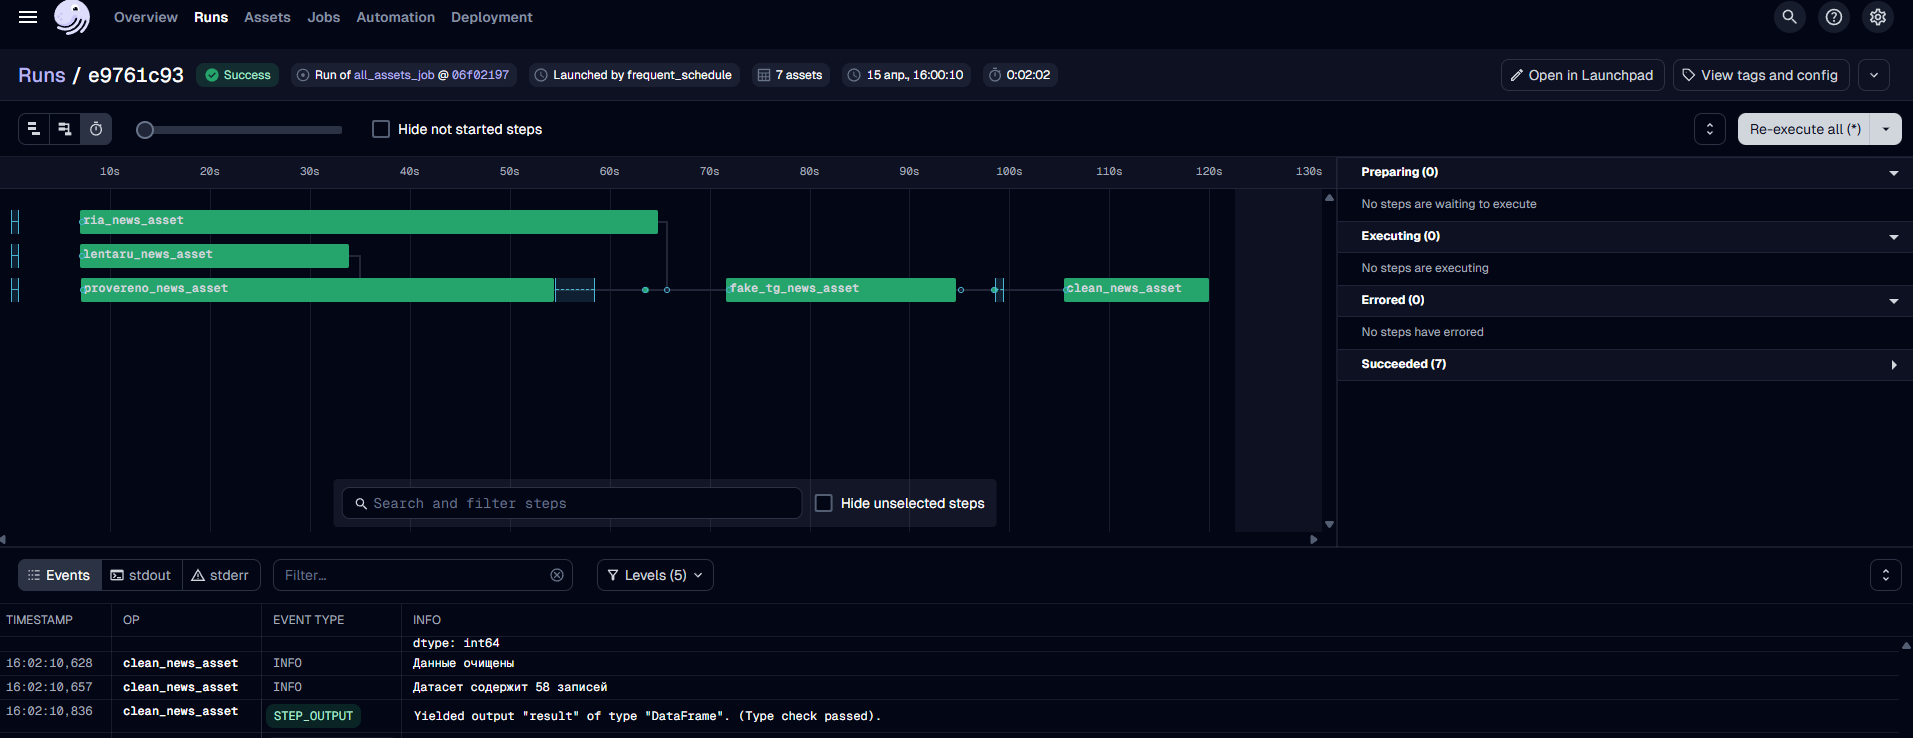 Overview Runs Assets Jobs Automation Deployment
Runs / e9761c93 Success Run of all_assets_job @ 06f02197 Launched by frequent_schedule 7 assets 15 апр., 16:00:10 0:02:02 Open in Launchpad View tags and config
Hide not started steps Re-execute all (*)
10s 20s 30s 40s 50s 60s 70s 80s 90s 100s 110s 120s 130s
ria_news_asset
lentaru_news_asset
provereno_news_asset fake_tg_news_asset clean_news_asset
Preparing (0)
No steps are waiting to execute
Executing (0)
No steps are executing
Errored (0)
No steps have errored
Succeeded (7)
Search and filter steps Hide unselected steps
Events stdout stderr Filter... Levels (5)
TIMESTAMP OP EVENT TYPE INFO
dtype: int64
16:02:10,628 clean_news_asset INFO Данные очищены
16:02:10,657 clean_news_asset INFO Датасет содержит 58 записей
16:02:10,836 clean_news_asset STEP_OUTPUT Yielded output "result" of type "DataFrame". (Type check passed).